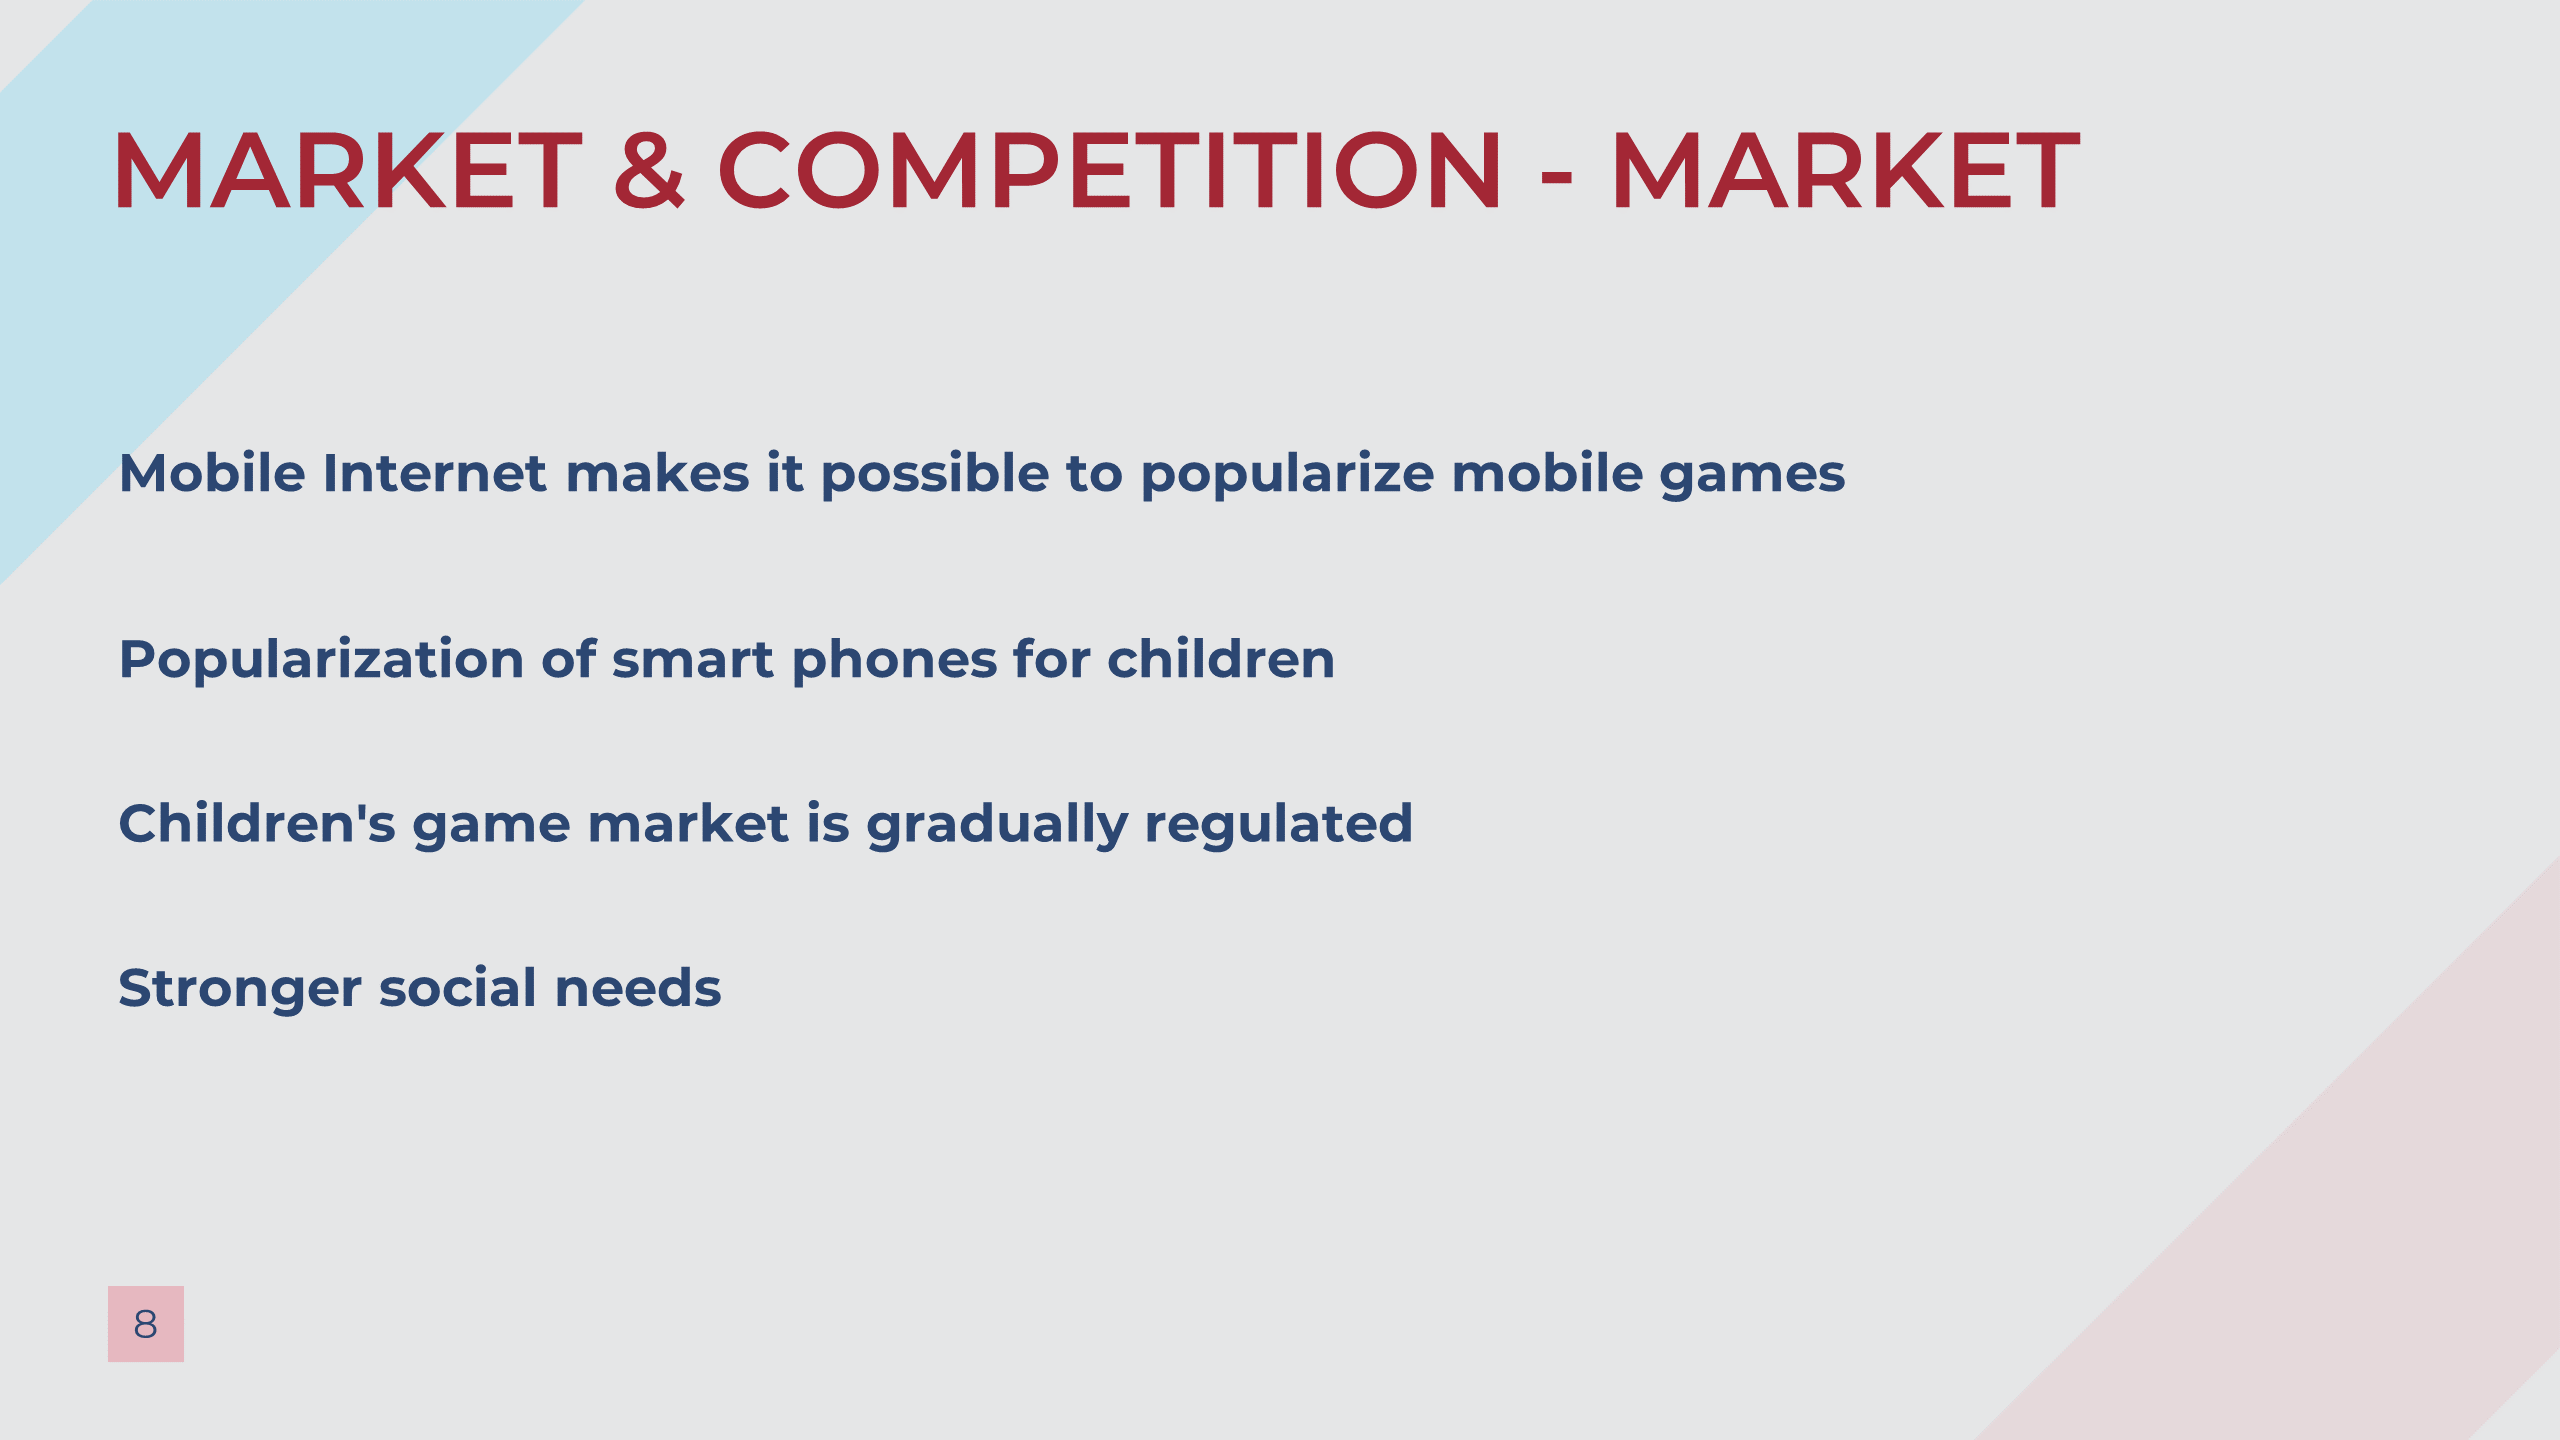 MARKET & COMPETITION - MARKET
Mobile Internet makes it possible to popularize mobile games
Popularization of smart phones for children
Children's game market is gradually regulated
Stronger social needs
8